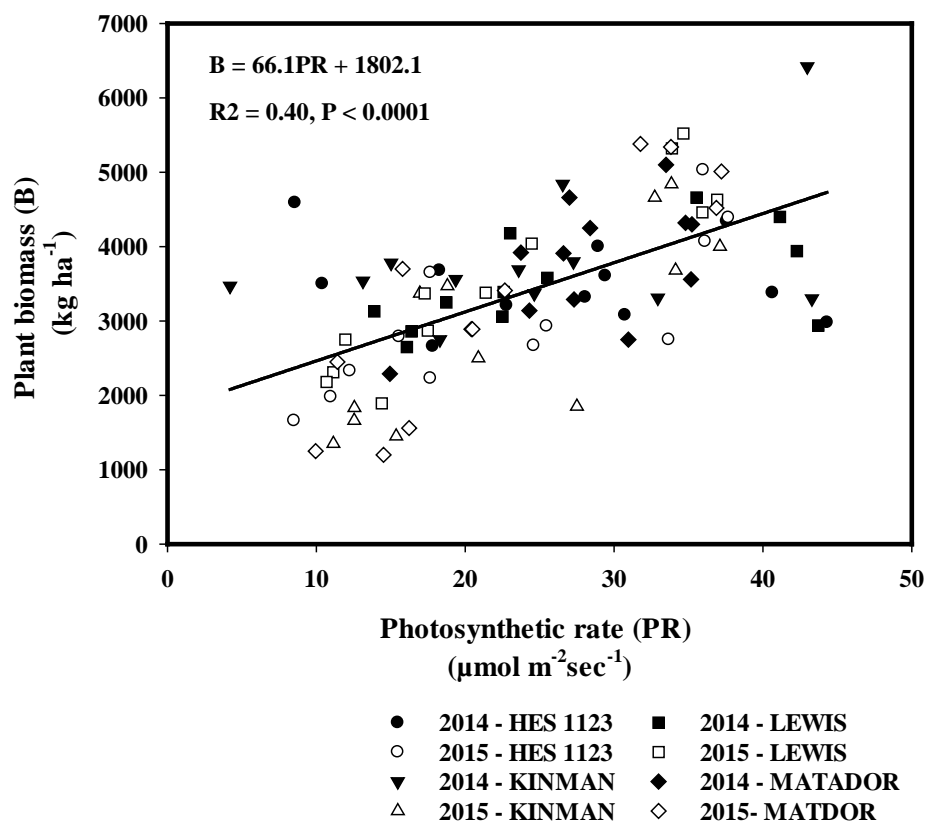 7000
B = 66.1PR + 1802.1
6000
R2 = 0.40, P < 0.0001
5000
4000
3000
2000
1000
0
Plant biomass (B)
(kg ha-1)
0 10 20 30 40 50
Photosynthetic rate (PR)
(µmol m-2sec-1)
2014 - HES 1123 2014 - LEWIS
2015 - HES 1123 2015 - LEWIS
2014 - KINMAN 2014 - MATADOR
2015 - KINMAN 2015- MATDOR